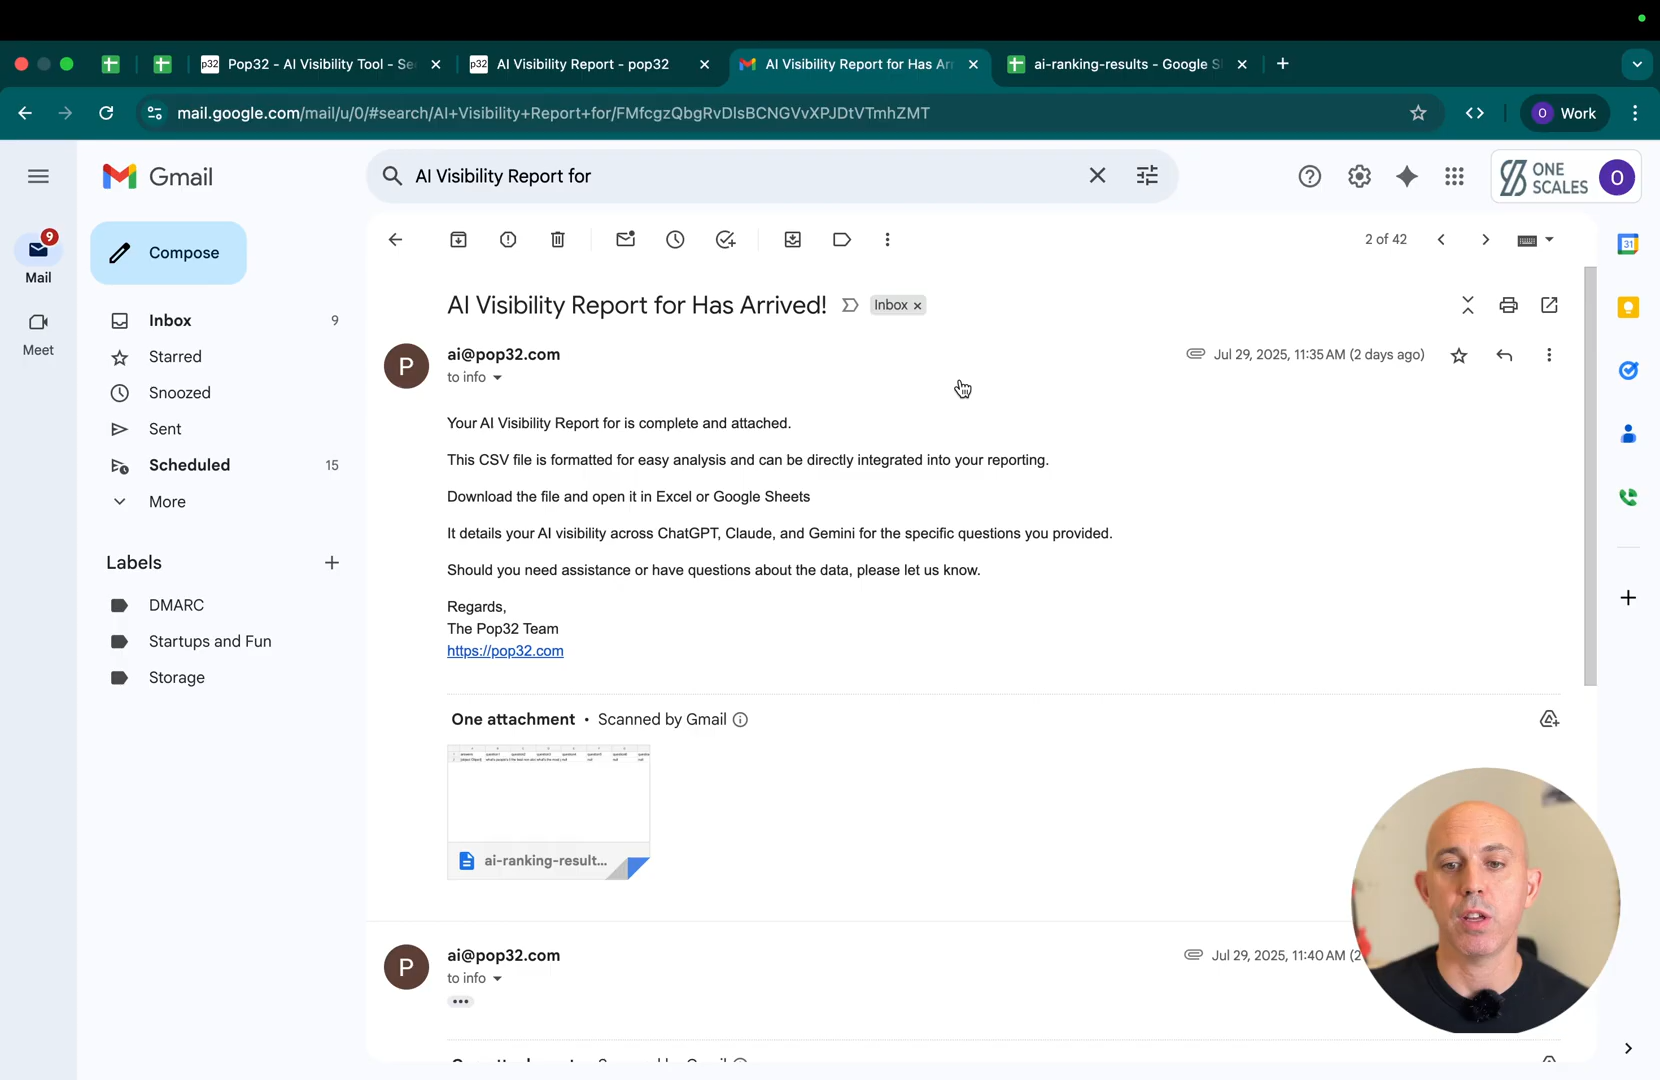 p32 Pop32 - AI Visibility Tool - Se
p32 AI Visibility Report - pop32
AI Visibility Report for Has Ar
ai-ranking-results - Google S
mail.google.com/mail/u/0/#search/AI+Visibility+Report+for/FMfcgzQbgRvDlsBCNGVvXPJDtVTmhZMT
O Work
Gmail
AI Visibility Report for
ONE
SCALES
O
9
Mail
Meet
Compose
Inbox 9
Starred
Snoozed
Sent
Scheduled 15
More
Labels
DMARC
Startups and Fun
Storage
2 of 42
31
AI Visibility Report for Has Arrived! Inbox
P
ai@pop32.com
Jul 29, 2025, 11:35 AM (2 days ago)
to info
Your AI Visibility Report for is complete and attached.
This CSV file is formatted for easy analysis and can be directly integrated into your reporting.
Download the file and open it in Excel or Google Sheets
It details your AI visibility across ChatGPT, Claude, and Gemini for the specific questions you provided.
Should you need assistance or have questions about the data, please let us know.
Regards,
The Pop32 Team
https://pop32.com
One attachment • Scanned by Gmail
ai-ranking-result...
P
ai@pop32.com
Jul 29, 2025, 11:40 AM (2
to info